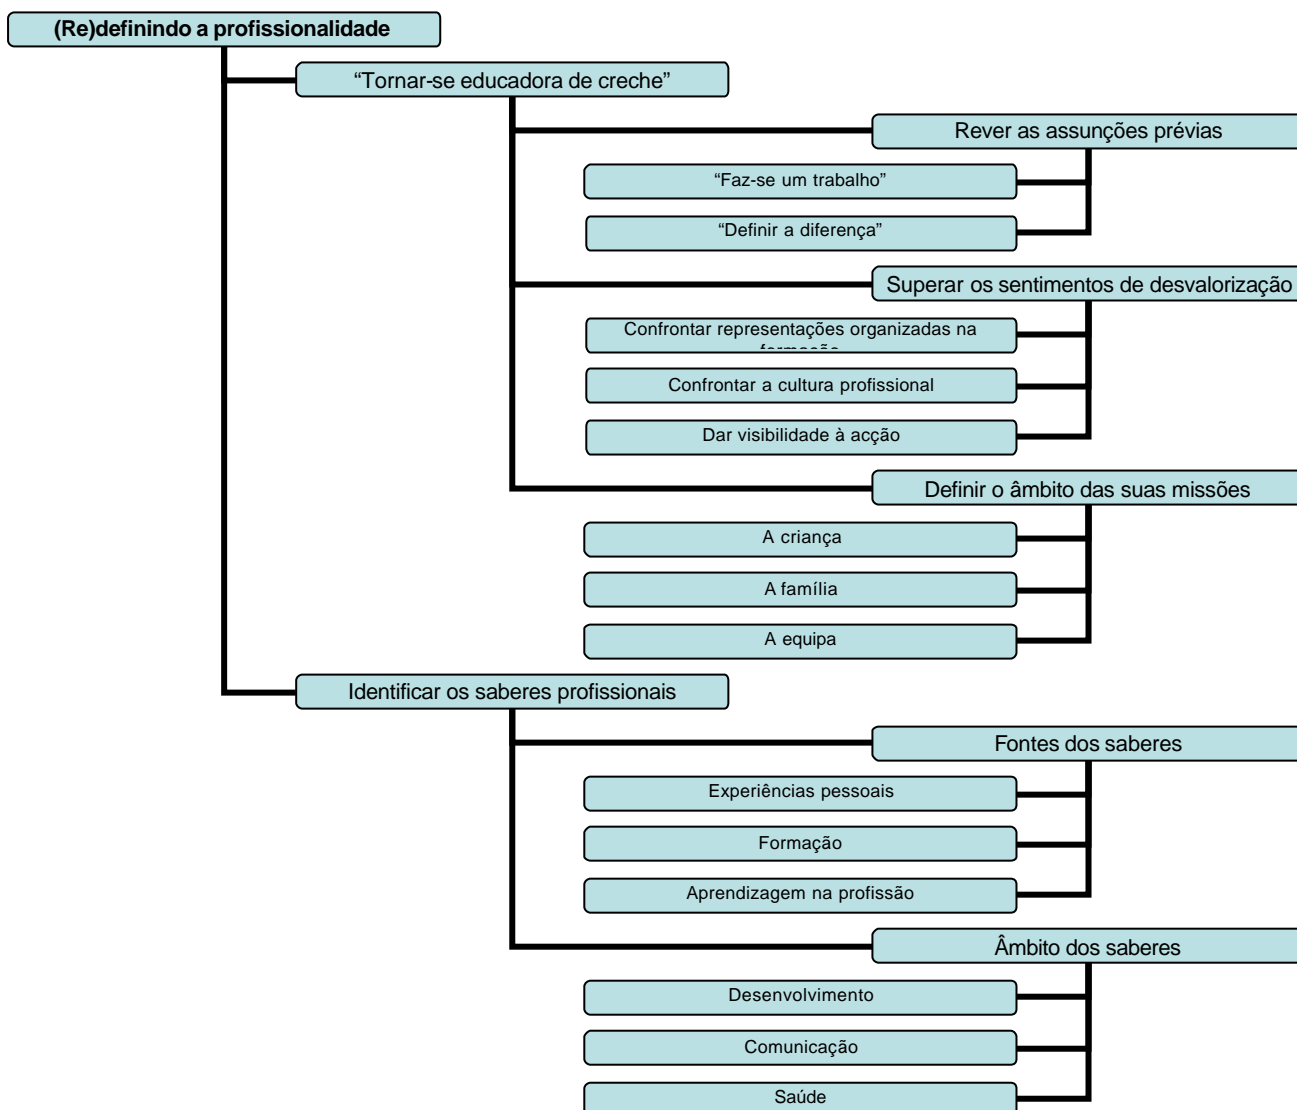 (Re)definindo a profissionalidade
“Tornar-se educadora de creche”
Rever as assunções prévias
“Faz-se um trabalho”
“Definir a diferença”
Superar os sentimentos de desvalorização
Confrontar representações organizadas na
Confrontar a cultura profissional
Dar visibilidade à acção
Definir o âmbito das suas missões
A criança
A família
A equipa
Identificar os saberes profissionais
Fontes dos saberes
Experiências pessoais
Formação
Aprendizagem na profissão
Âmbito dos saberes
Desenvolvimento
Comunicação
Saúde